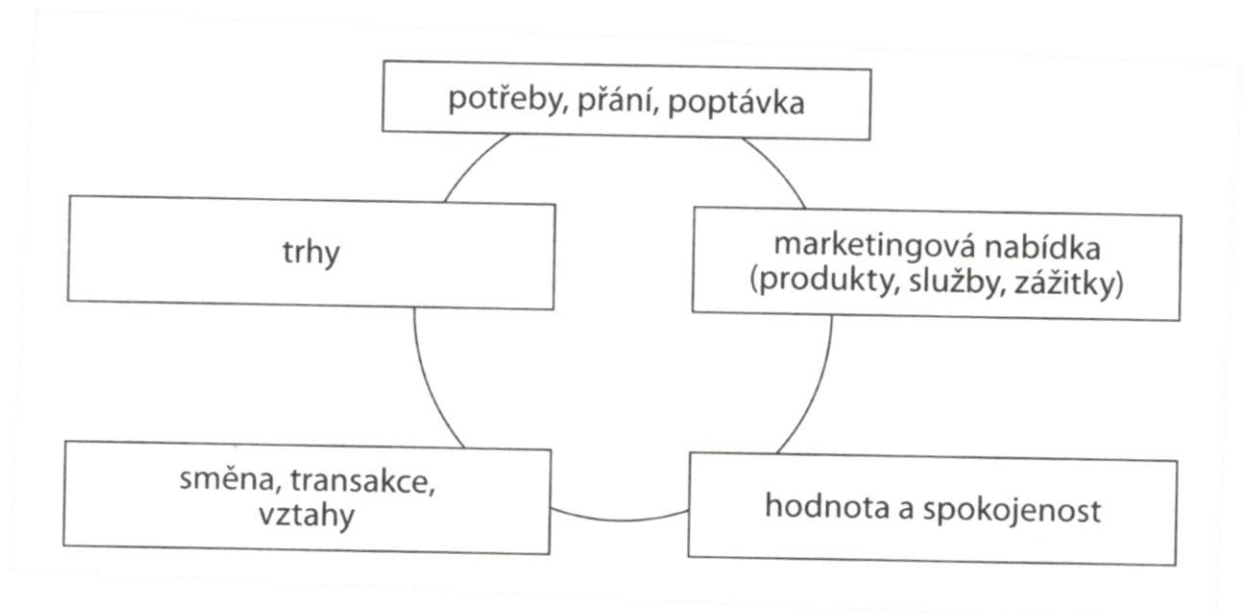 potřeby, přání, poptávka
trhy
marketingová nabídka
(produkty, služby, zážitky)
směna, transakce,
vztahy
hodnota a spokojenost